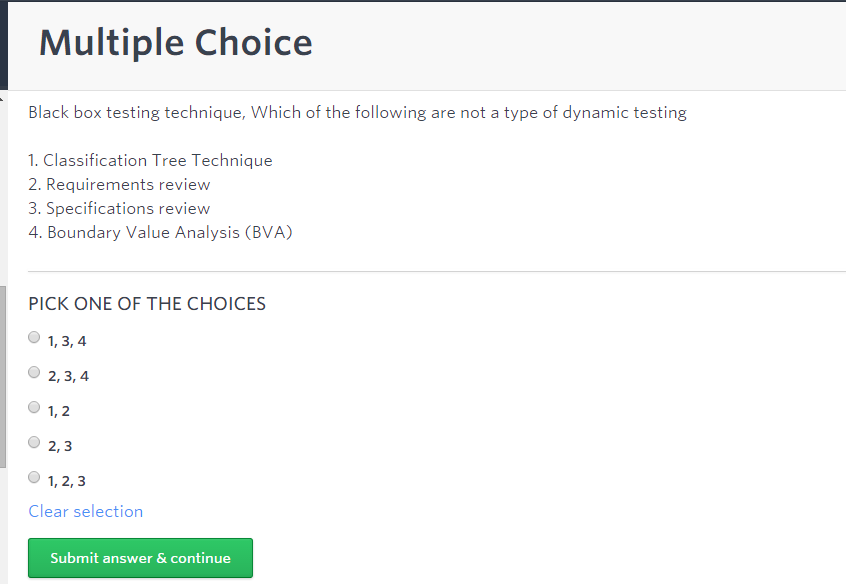 Multiple Choice
Black box testing technique, Which of the following are not a type of dynamic testing
1. Classification Tree Technique
2. Requirements review
3. Specifications review
4. Boundary Value Analysis (BVA)
PICK ONE OF THE CHOICES
1, 3, 4
2, 3, 4
1, 2
2, 3
1, 2, 3
Clear selection
Submit answer & continue